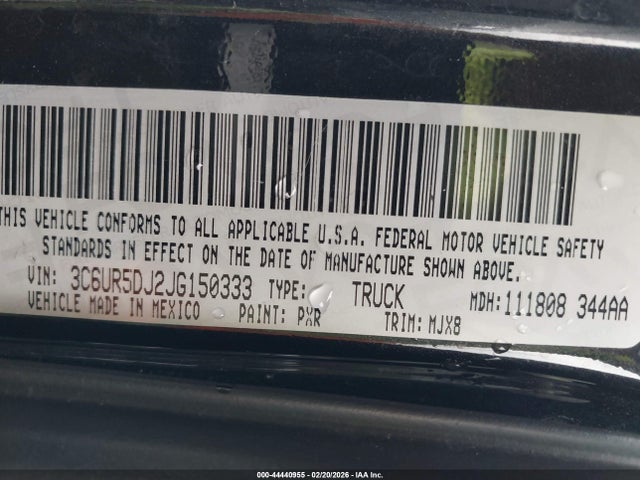 THIS VEHICLE CONFORMS TO ALL APPLICABLE U.S.A. FEDERAL MOTOR VEHICLE SAFETY
STANDARDS IN EFFECT ON THE DATE OF MANUFACTURE SHOWN ABOVE.
VIN: 3C6UR5DJ2JG150333 TYPE: TRUCK MDH:111808 344AA
VEHICLE MADE IN MEXICO PAINT: PXR TRIM: MJX8
000-44440955 - 02/20/2026 - IAA Inc.